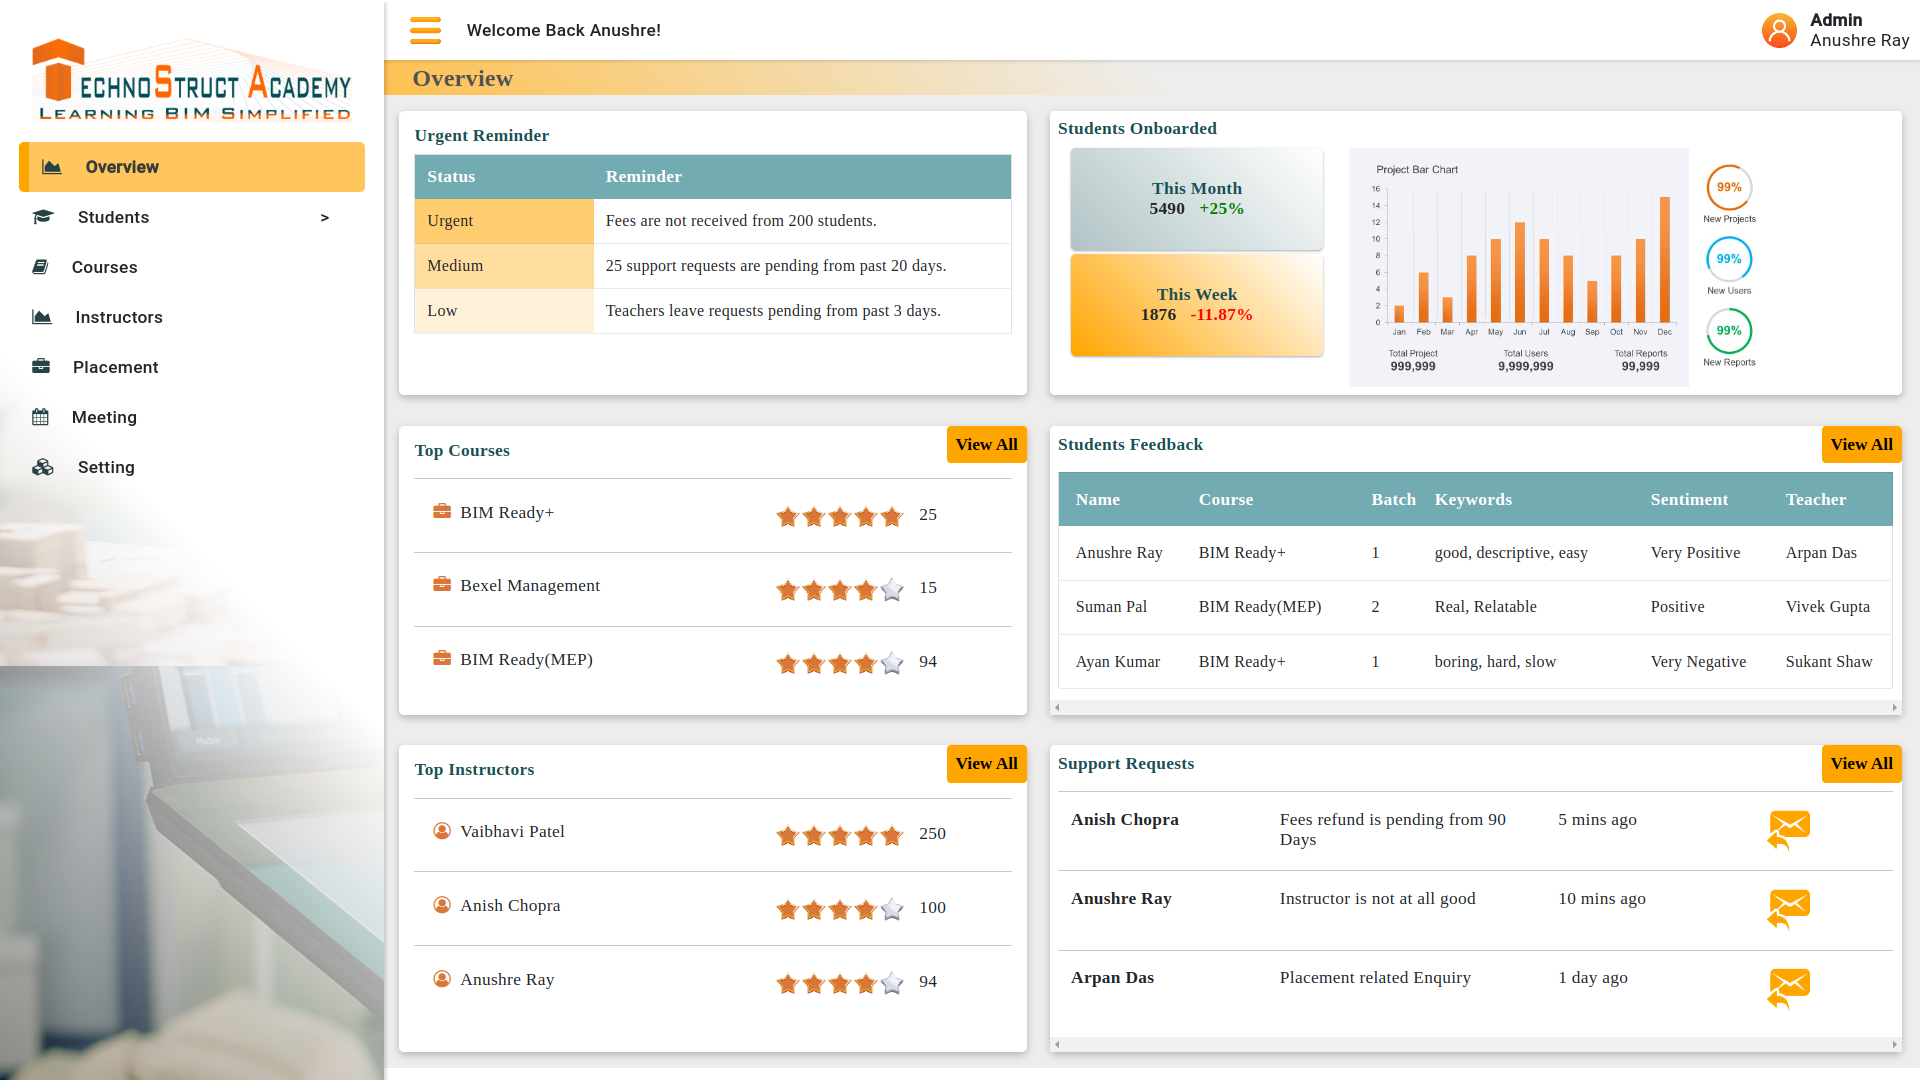 TechnoStruct Academy
Learning BIM Simplified
Overview
Students >
Courses
Instructors
Placement
Meeting
Setting
Welcome Back Anushre!
Admin
Anushre Ray
Overview
Urgent Reminder
Status Reminder
Urgent Fees are not received from 200 students.
Medium 25 support requests are pending from past 20 days.
Low Teachers leave requests pending from past 3 days.
Students Onboarded
This Month
5490 +25%
This Week
1876 -11.87%
Project Bar Chart
16
14
12
10
8
6
4
2
0
Jan Feb Mar Apr May Jun Jul Aug Sep Oct Nov Dec
Total Project Total Users Total Reports
999,999 9,999,999 99,999
99%
New Projects
99%
New Users
99%
New Reports
Top Courses View All
BIM Ready+ 25
Bexel Management 15
BIM Ready(MEP) 94
Students Feedback View All
Name Course Batch Keywords Sentiment Teacher
Anushre Ray BIM Ready+ 1 good, descriptive, easy Very Positive Arpan Das
Suman Pal BIM Ready(MEP) 2 Real, Relatable Positive Vivek Gupta
Ayan Kumar BIM Ready+ 1 boring, hard, slow Very Negative Sukant Shaw
Top Instructors View All
Vaibhavi Patel 250
Anish Chopra 100
Anushre Ray 94
Support Requests View All
Anish Chopra Fees refund is pending from 90 5 mins ago
Days
Anushre Ray Instructor is not at all good 10 mins ago
Arpan Das Placement related Enquiry 1 day ago